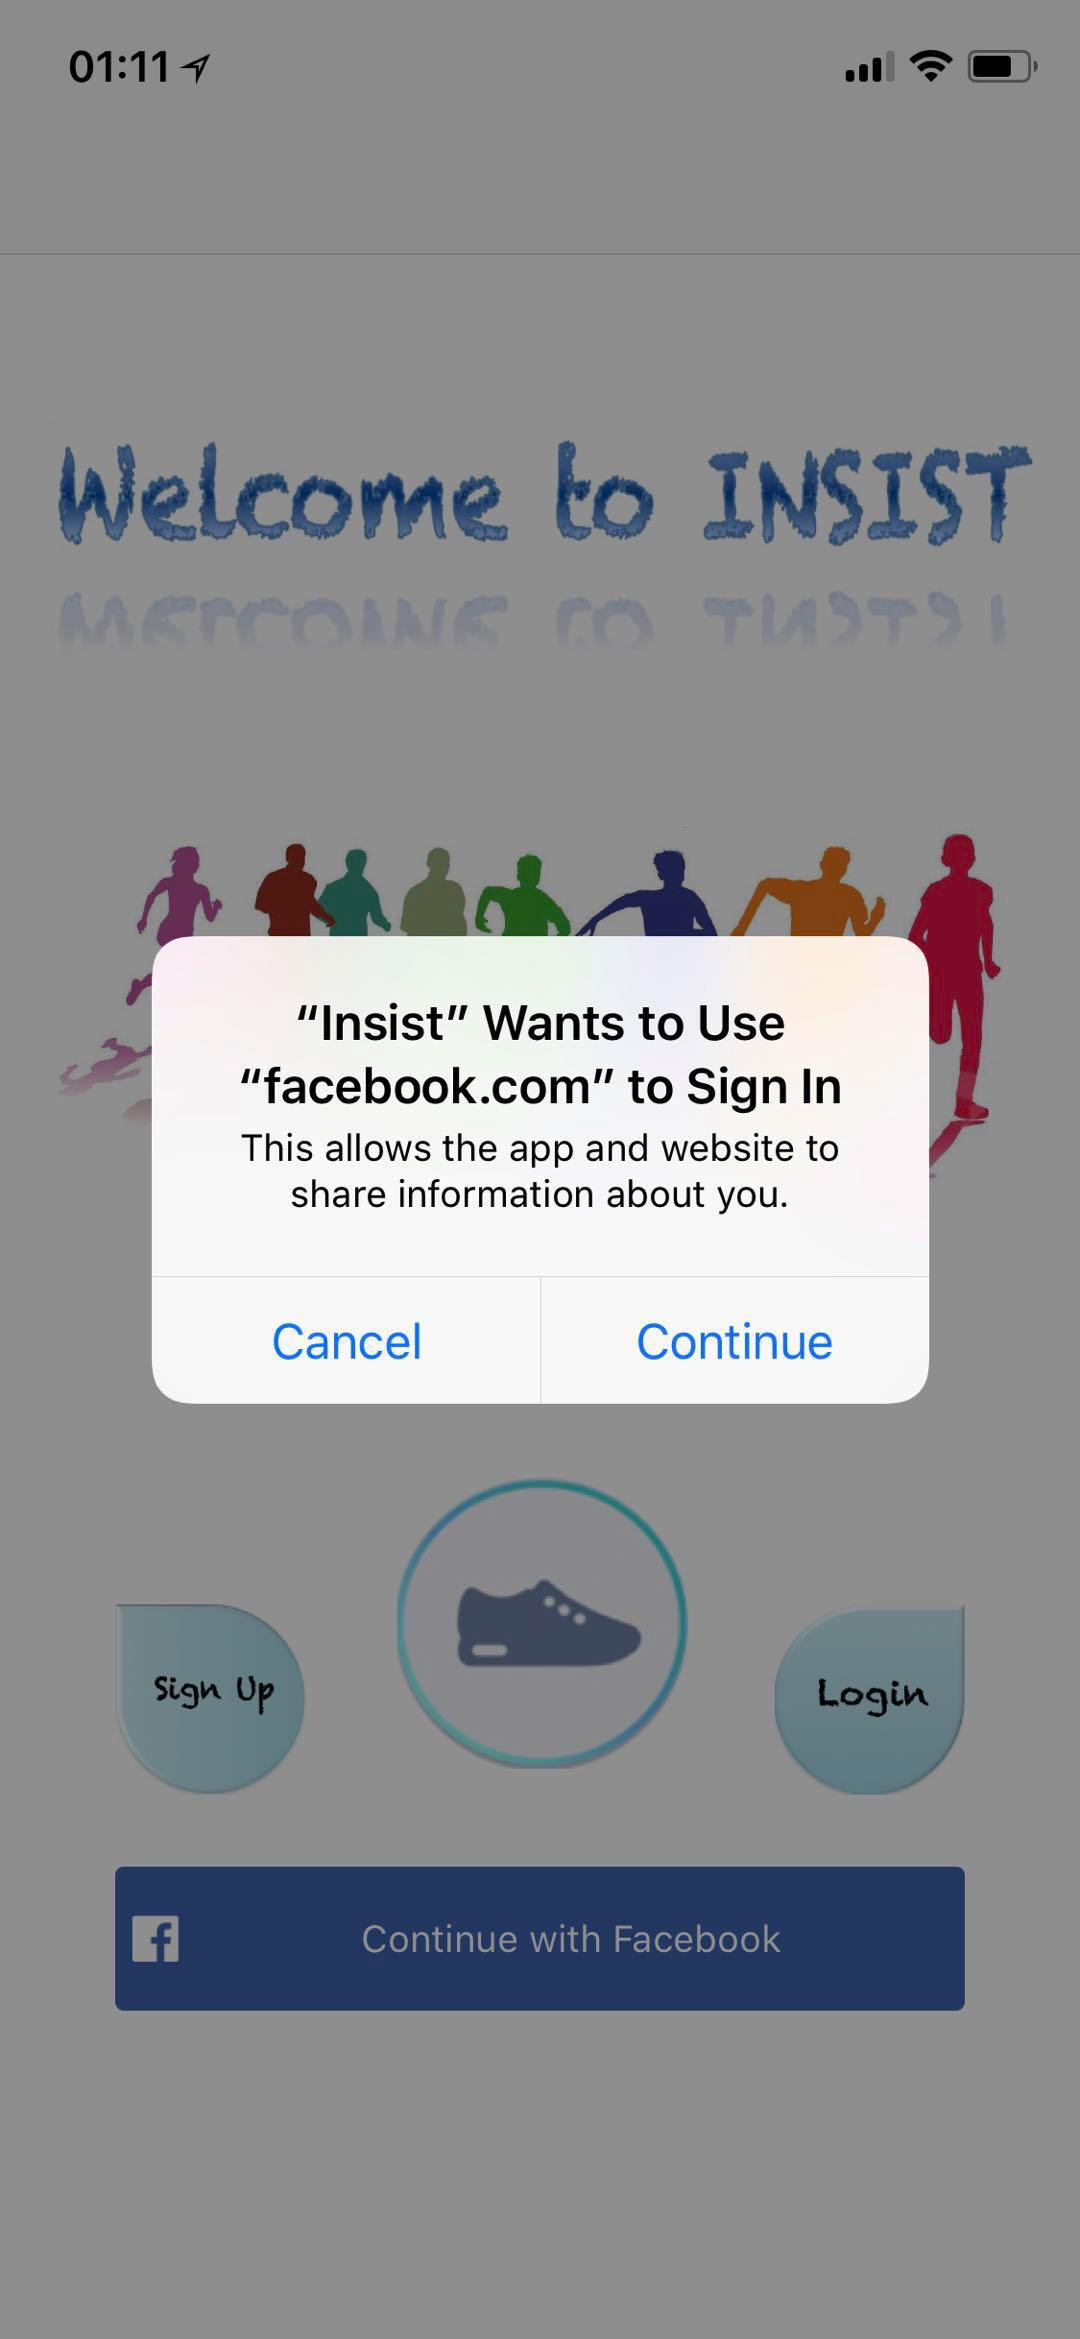 01:11
Welcome to INSIST
“Insist” Wants to Use
“facebook.com” to Sign In
This allows the app and website to
share information about you.
Cancel
Continue
Sign Up
Login
Continue with Facebook